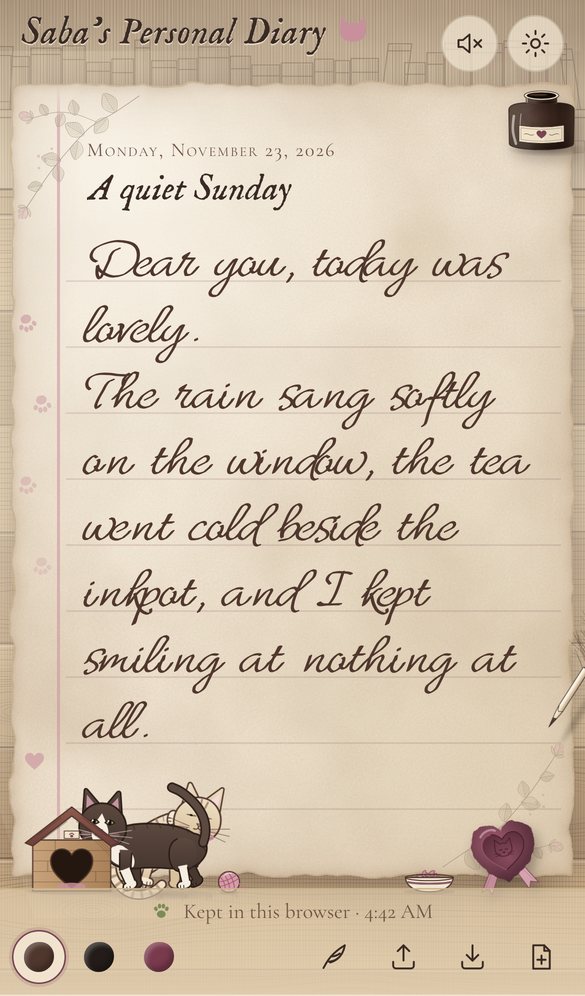 Saba's Personal Diary
Monday, November 23, 2026
A quiet Sunday
Dear you, today was
lovely.
The rain sang softly
on the window, the tea
went cold beside the
inkpot, and I kept
smiling at nothing at
all.
Kept in this browser · 4:42 AM